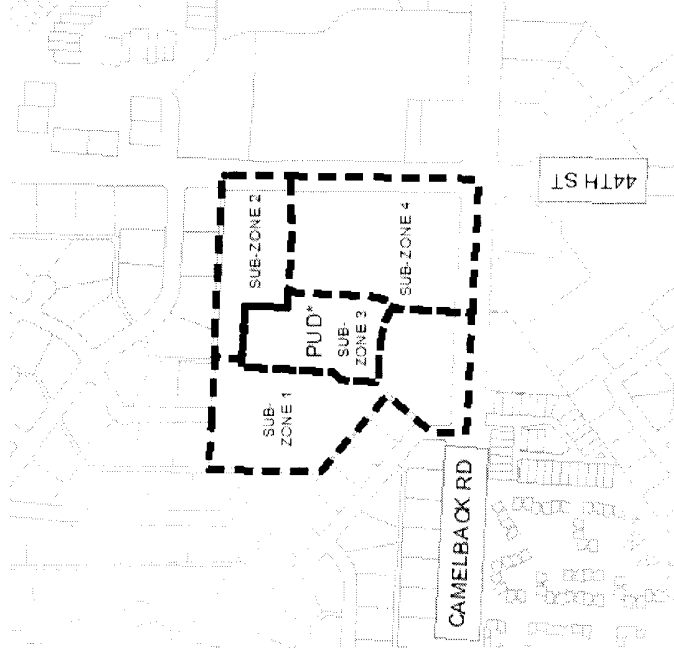 44TH ST
SUB-ZONE 2
SUB-ZONE 4
PUD*
SUB-
ZONE 3
SUB-
ZONE 1
CAMELBACK RD